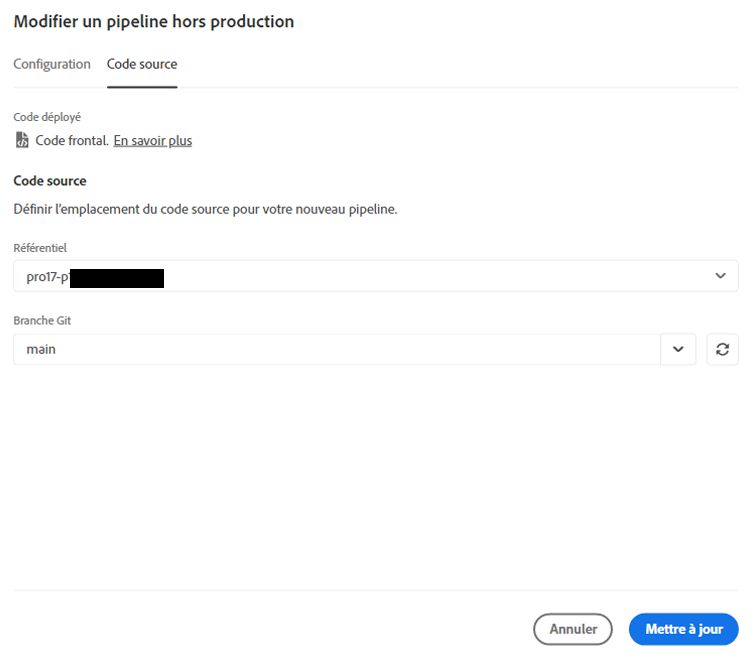 Modifier un pipeline hors production
Configuration Code source
Code déployé
Code frontal. En savoir plus
Code source
Définir l'emplacement du code source pour votre nouveau pipeline.
Référentiel
pro17-p
Branche Git
main
Annuler Mettre à jour